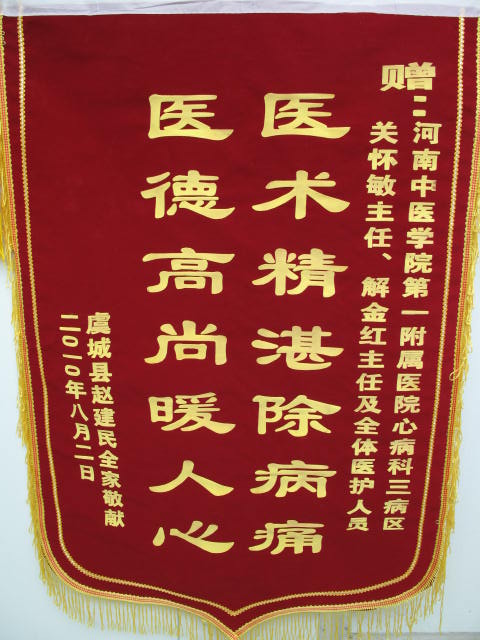 赠：河南中医学院第一附属医院心病科三病区
关怀敏主任、解金红主任及全体医护人员
医术精湛除病痛
医德高尚暖人心
虞城县赵建民全家敬献
二〇一〇年八月二日